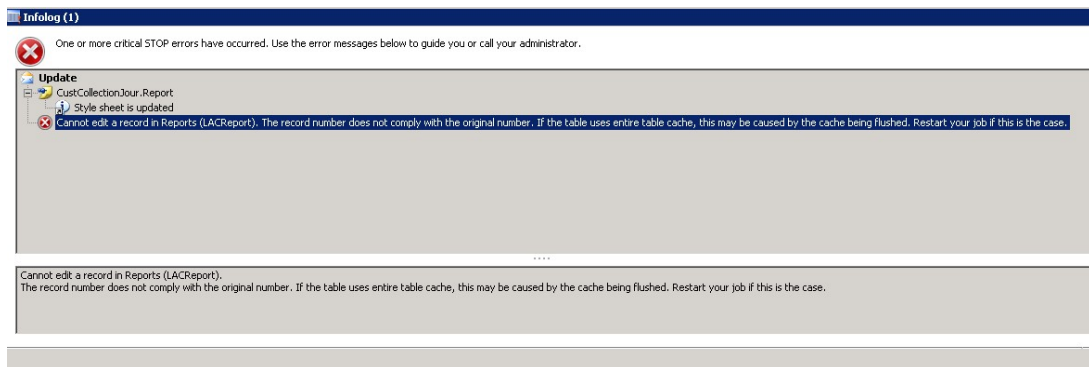 Infolog (1)
One or more critical STOP errors have occurred. Use the error messages below to guide you or call your administrator.
Update
CustCollectionJour.Report
Style sheet is updated
Cannot edit a record in Reports (LACReport). The record number does not comply with the original number. If the table uses entire table cache, this may be caused by the cache being flushed. Restart your job if this is the case.
Cannot edit a record in Reports (LACReport).
The record number does not comply with the original number. If the table uses entire table cache, this may be caused by the cache being flushed. Restart your job if this is the case.